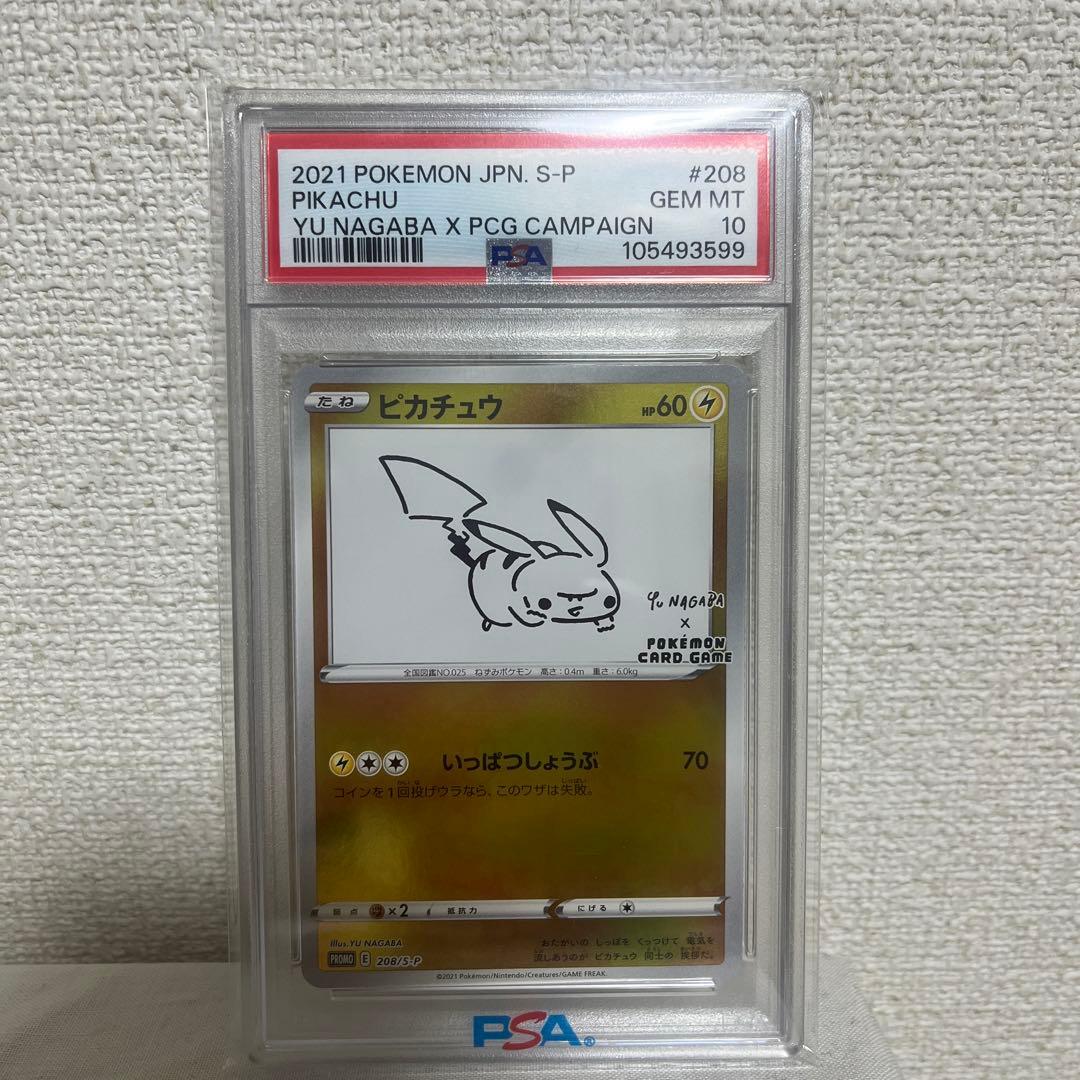 2021 POKEMON JPN. S-P #208
PIKACHU GEM MT
YU NAGABA X PCG CAMPAIGN 10
PSA 105493599
たね ピカチュウ HP60
YU NAGABA
X
POKÉMON
CARD GAME
全国図鑑NO.025 ねずみポケモン 高さ:0.4m 重さ:6.0kg
いっぱつしょうぶ 70
コインを1回投げウラなら、このワザは失敗。
弱点 ×2 抵抗力 にげる
Illus.YU NAGABA
おたがいの しっぽを くっつけて 電気を
PROMO E 208/S-P
流しあうのが ピカチュウ 同士の 挨拶だ。
©2021 Pokémon/Nintendo/Creatures/GAME FREAK.
PSA®